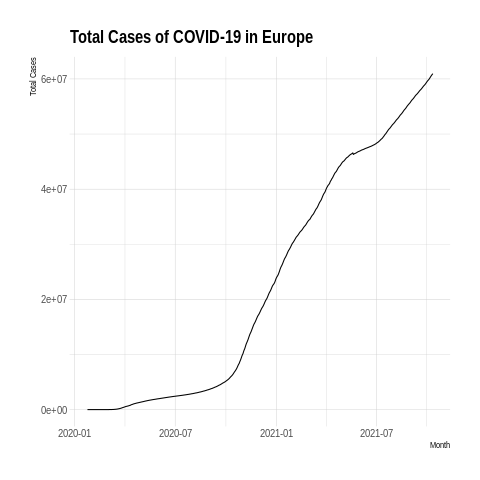 Total Cases of COVID-19 in Europe
Total Cases
6e+07
4e+07
2e+07
0e+00
2020-01 2020-07 2021-01 2021-07
Month